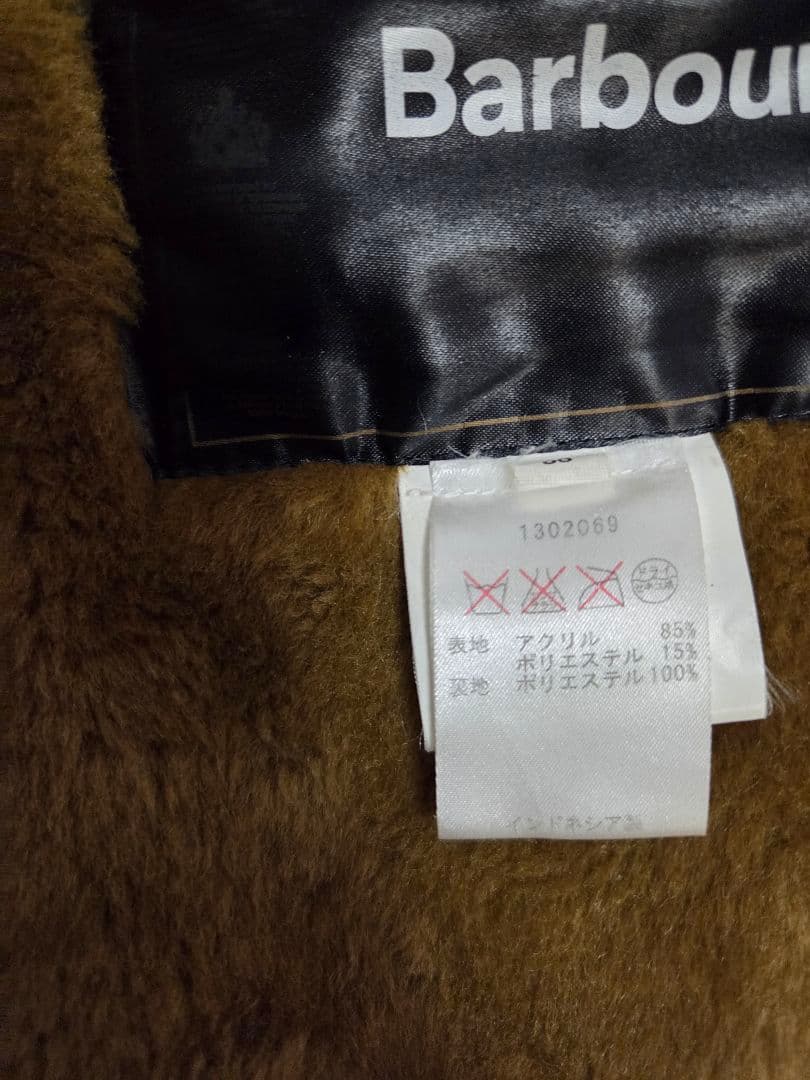 Barbour
1302069
表地 アクリル 85%
ポリエステル 15%
裏地 ポリエステル 100%
インドネシア製